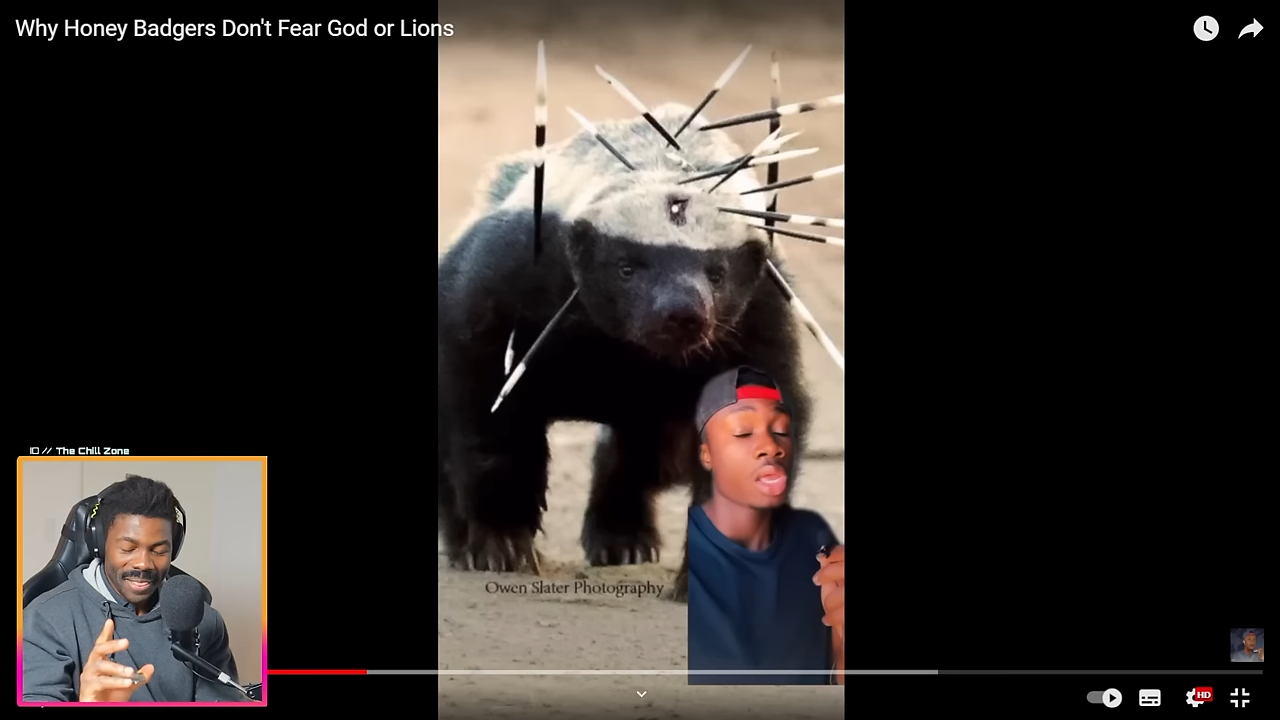 Why Honey Badgers Don't Fear God or Lions
ID // The Chill Zone
Owen Slater Photography
HD